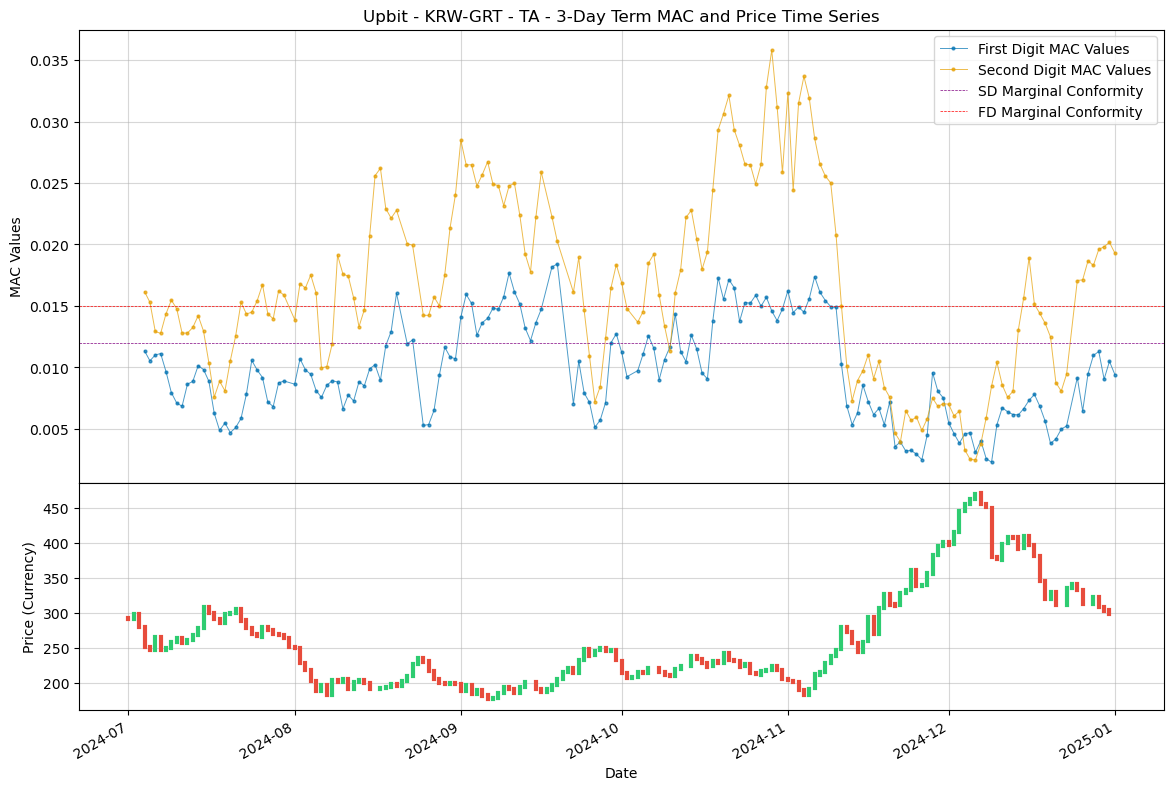 Upbit - KRW-GRT - TA - 3-Day Term MAC and Price Time Series
First Digit MAC Values
Second Digit MAC Values
SD Marginal Conformity
FD Marginal Conformity
MAC Values
0.035
0.030
0.025
0.020
0.015
0.010
0.005
Price (Currency)
450
400
350
300
250
200
2024-07
2024-08
2024-09
2024-10
2024-11
2024-12
2025-01
Date